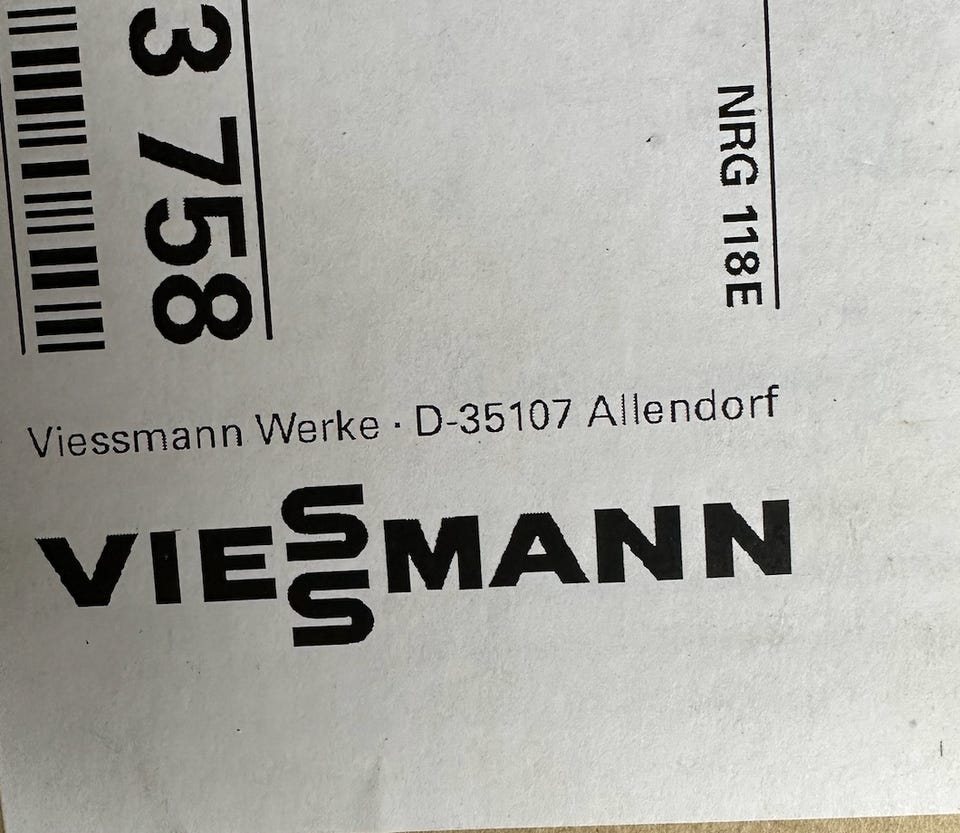 3 758
NRG 118E
Viessmann Werke · D-35107 Allendorf
VIESSMANN